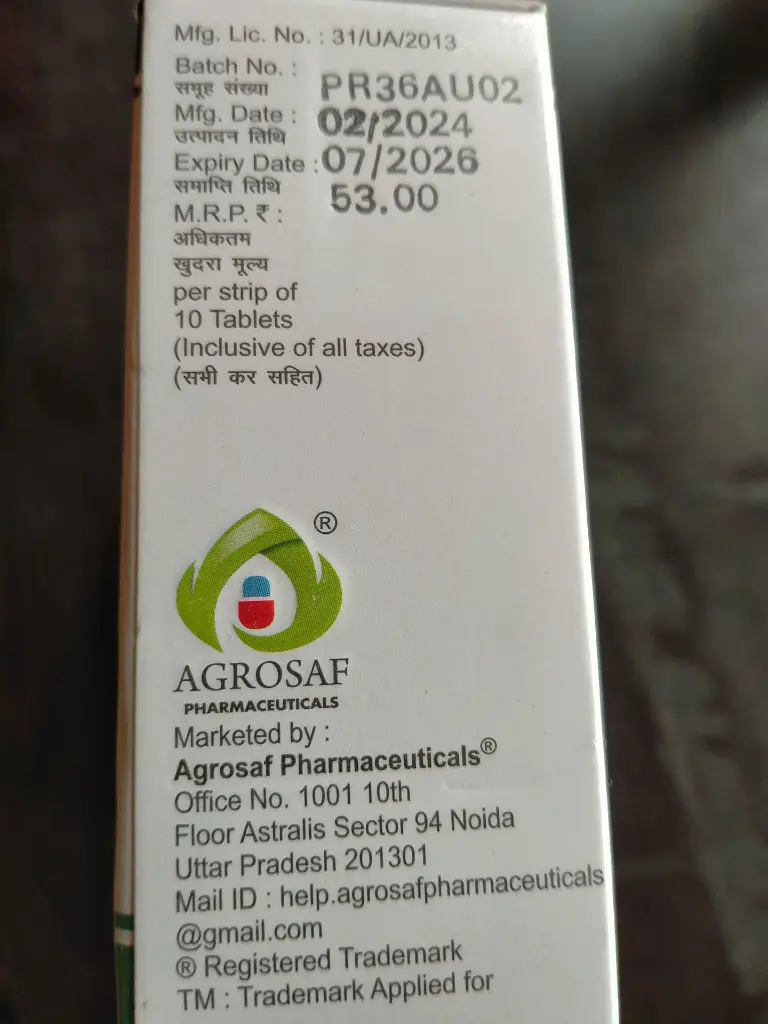 Mfg. Lic. No. : 31/UA/2013
Batch No. : PR36AU02
समूह संख्या
Mfg. Date : 02/2024
उत्पादन तिथि
Expiry Date : 07/2026
समाप्ति तिथि
M.R.P. ₹ : 53.00
अधिकतम
खुदरा मूल्य
per strip of
10 Tablets
(Inclusive of all taxes)
(सभी कर सहित)
®
AGROSAF
PHARMACEUTICALS
Marketed by :
Agrosaf Pharmaceuticals®
Office No. 1001 10th
Floor Astralis Sector 94 Noida
Uttar Pradesh 201301
Mail ID : help.agrosafpharmaceuticals
@gmail.com
® Registered Trademark
TM : Trademark Applied for